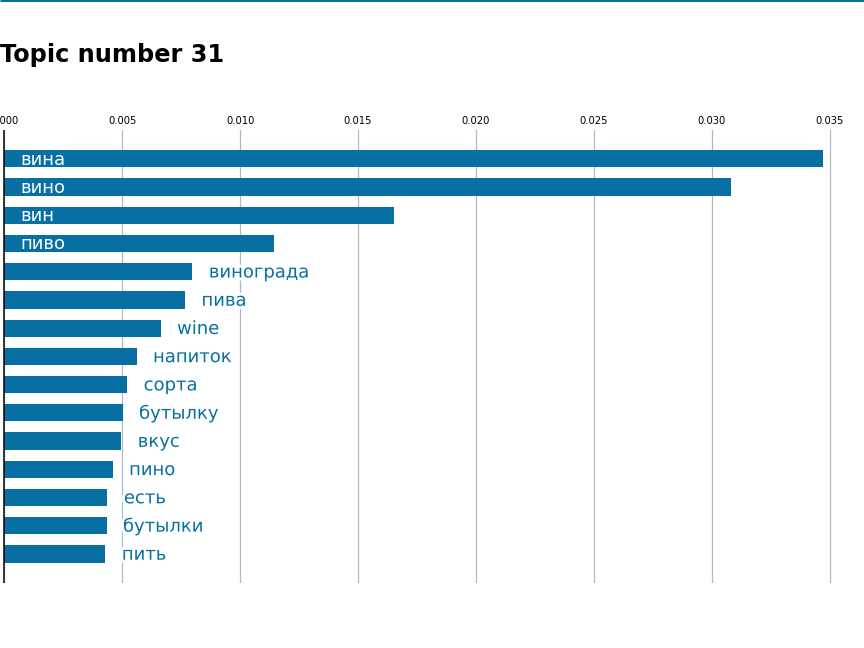 Topic number 31
000 0.005 0.010 0.015 0.020 0.025 0.030 0.035
вина
вино
вин
пиво
винограда
пива
wine
напиток
сорта
бутылку
вкус
пино
есть
бутылки
пить